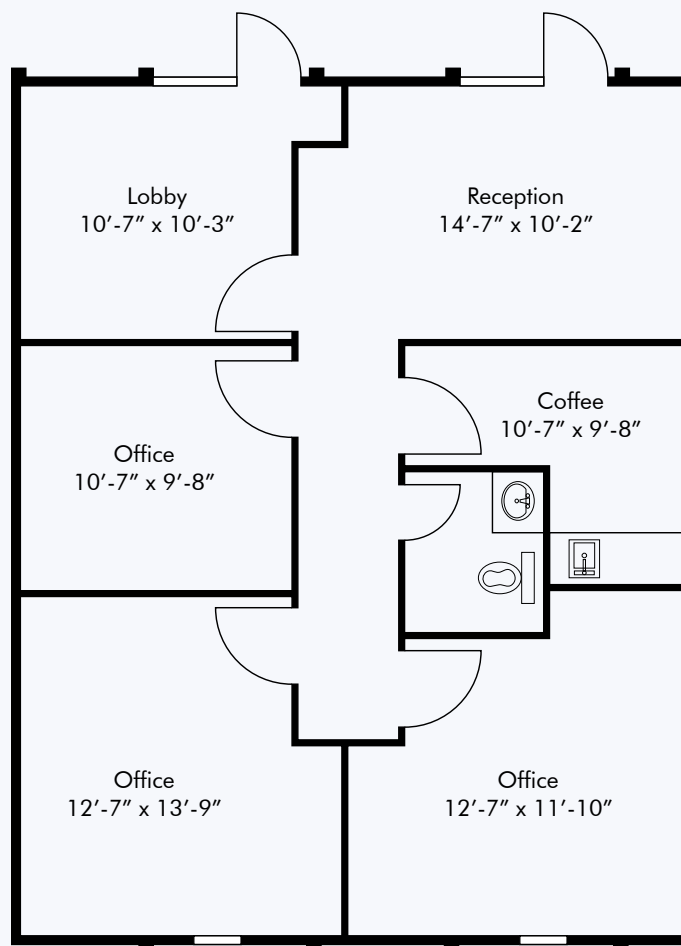 Lobby
10’-7” x 10’-3”
Reception
14’-7” x 10’-2”
Coffee
10’-7” x 9’-8”
Office
10’-7” x 9’-8”
Office
12’-7” x 13’-9”
Office
12’-7” x 11’-10”